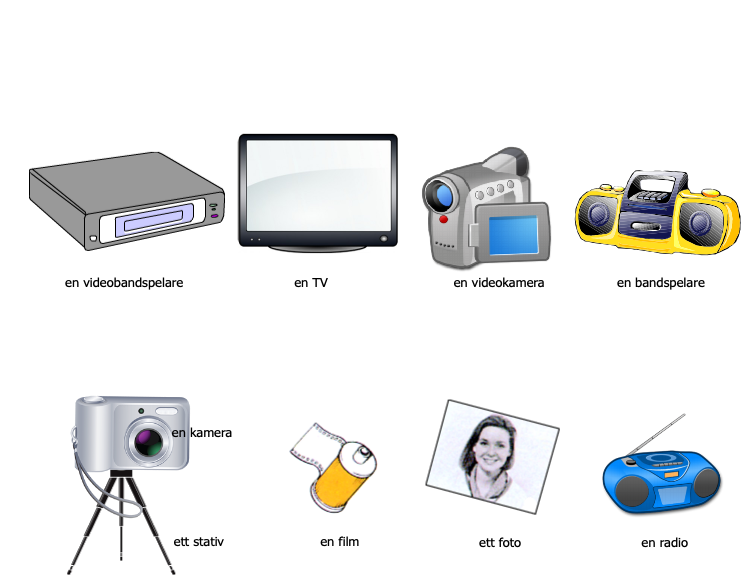 en videobandspelare
en TV
en videokamera
en bandspelare
en kamera
ett stativ
en film
ett foto
en radio